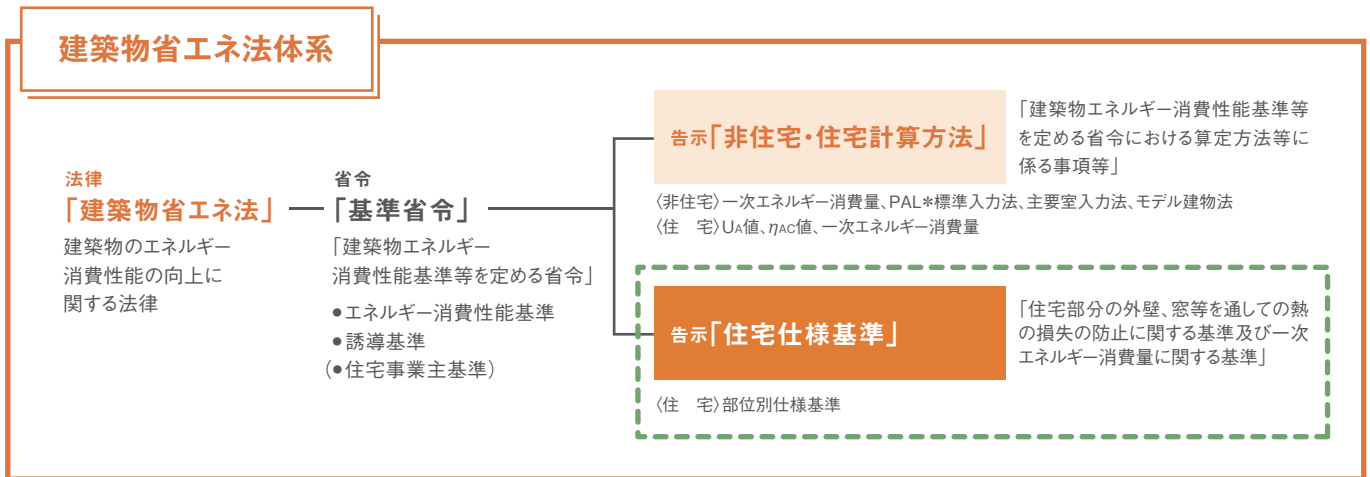 建築物省エネ法体系
法律
「建築物省エネ法」
建築物のエネルギー
消費性能の向上に
関する法律
省令
「基準省令」
「建築物エネルギー
消費性能基準等を定める省令」
●エネルギー消費性能基準
●誘導基準
(●住宅事業主基準)
告示「非住宅・住宅計算方法」
「建築物エネルギー消費性能基準等
を定める省令における算定方法等に
係る事項等」
〈非住宅〉一次エネルギー消費量、PAL*標準入力法、主要室入力法、モデル建物法
〈住　宅〉UA値、ηAC値、一次エネルギー消費量
告示「住宅仕様基準」
「住宅部分の外壁、窓等を通しての熱
の損失の防止に関する基準及び一次
エネルギー消費量に関する基準」
〈住　宅〉部位別仕様基準